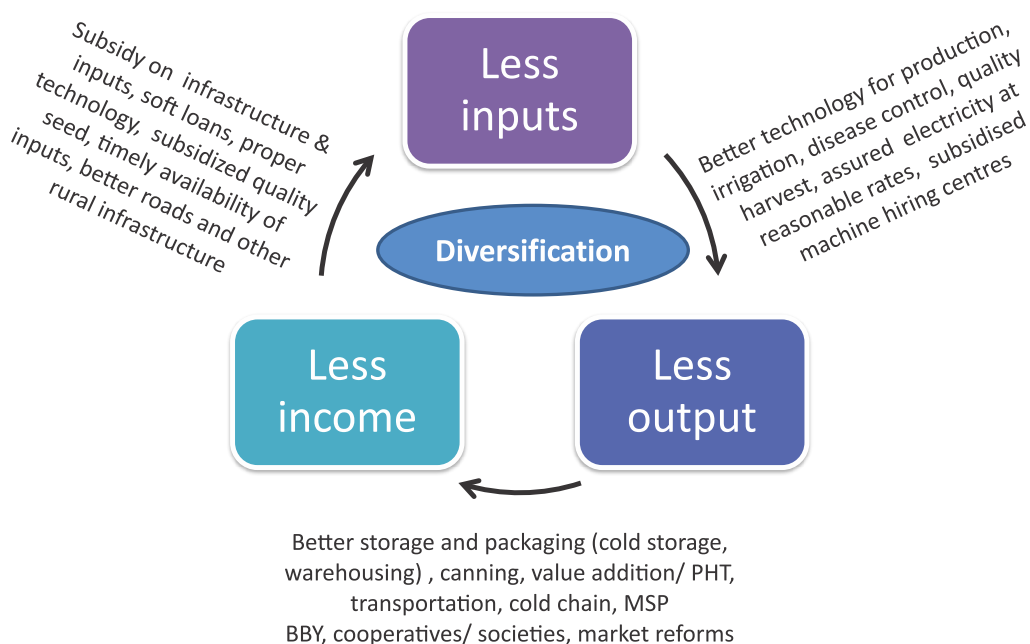 Subsidy on infrastructure &
inputs, soft loans, proper
technology, subsidized quality
seed, timely availability of
inputs, better roads and other
rural infrastructure
Less
inputs
Better technology for production,
irrigation, disease control, quality
harvest, assured electricity at
reasonable rates, subsidised
machine hiring centres
Diversification
Less
income
Less
output
Better storage and packaging (cold storage,
warehousing) , canning, value addition/ PHT,
transportation, cold chain, MSP
BBY, cooperatives/ societies, market reforms